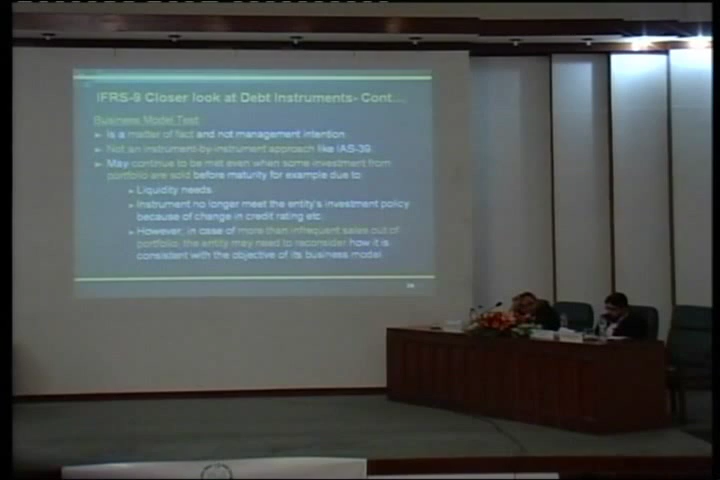 IFRS-9 Closer look at Debt Instruments- Cont....
Business Model Test:
► Is a matter of fact and not management intention.
► Not an instrument-by-instrument approach like IAS-39.
► May continue to be met even when some investment from
portfolio are sold before maturity for example due to:
► Liquidity needs.
► Instrument no longer meet the entity's investment policy
because of change in credit rating etc.
► However, in case of more than infrequent sales out of
portfolio, the entity may need to reconsider how it is
consistent with the objective of its business model